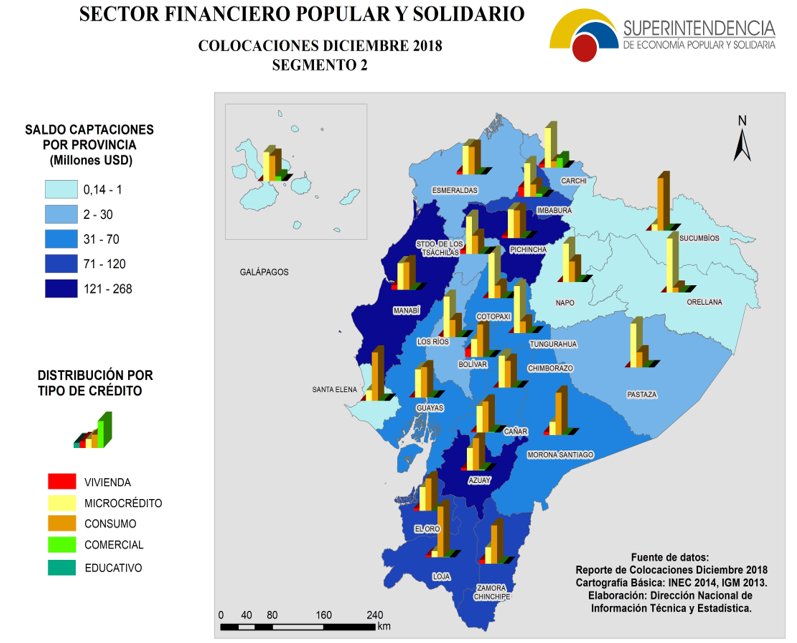 SECTOR FINANCIERO POPULAR Y SOLIDARIO
COLOCACIONES DICIEMBRE 2018
SEGMENTO 2
SUPERINTENDENCIA
DE ECONOMÍA POPULAR Y SOLIDARIA
SALDO CAPTACIONES
POR PROVINCIA
(Millones USD)
0,14 - 1
2 - 30
31 - 70
71 - 120
121 - 268
DISTRIBUCIÓN POR
TIPO DE CRÉDITO
VIVIENDA
MICROCRÉDITO
CONSUMO
COMERCIAL
EDUCATIVO
N
GALÁPAGOS
ESMERALDAS
CARCHI
IMBABURA
SUCUMBÍOS
STDO. DE LOS
TSÁCHILAS
PICHINCHA
NAPO
ORELLANA
MANABÍ
COTOPAXI
LOS RÍOS
TUNGURAHUA
BOLÍVAR
CHIMBORAZO
SANTA ELENA
PASTAZA
GUAYAS
CAÑAR
MORONA SANTIAGO
AZUAY
EL ORO
LOJA
ZAMORA
CHINCHIPE
Fuente de datos:
Reporte de Colocaciones Diciembre 2018
Cartografía Básica: INEC 2014, IGM 2013.
Elaboración: Dirección Nacional de
Información Técnica y Estadística.
0 40 80 160 240
km